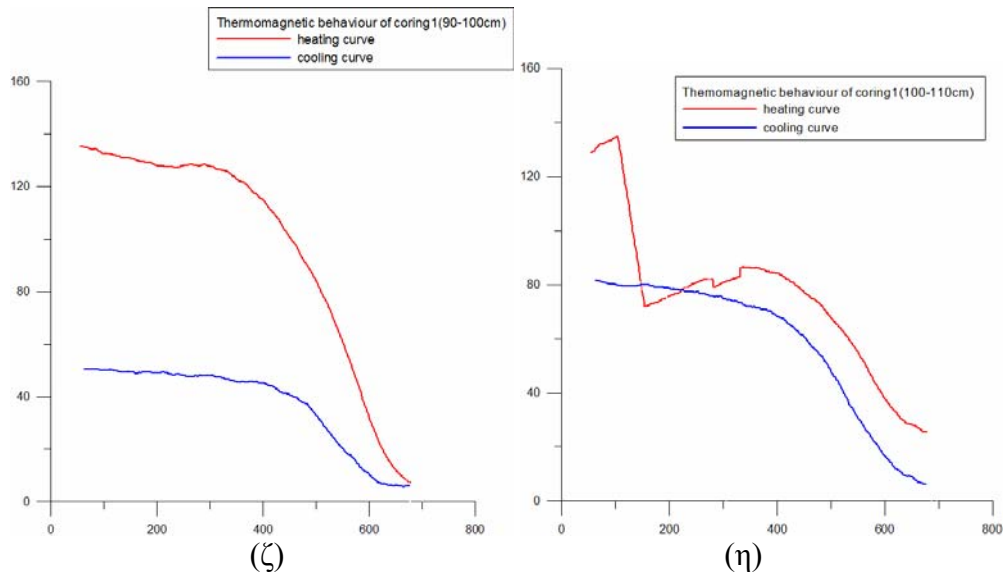 Thermomagnetic behaviour of coring1(90-100cm)
heating curve
cooling curve
160
120
80
40
0
0 200 400 600 800
(ζ)
Themomagnetic behaviour of coring1(100-110cm)
heating curve
cooling curve
160
120
80
40
0
0 200 400 600 800
(η)